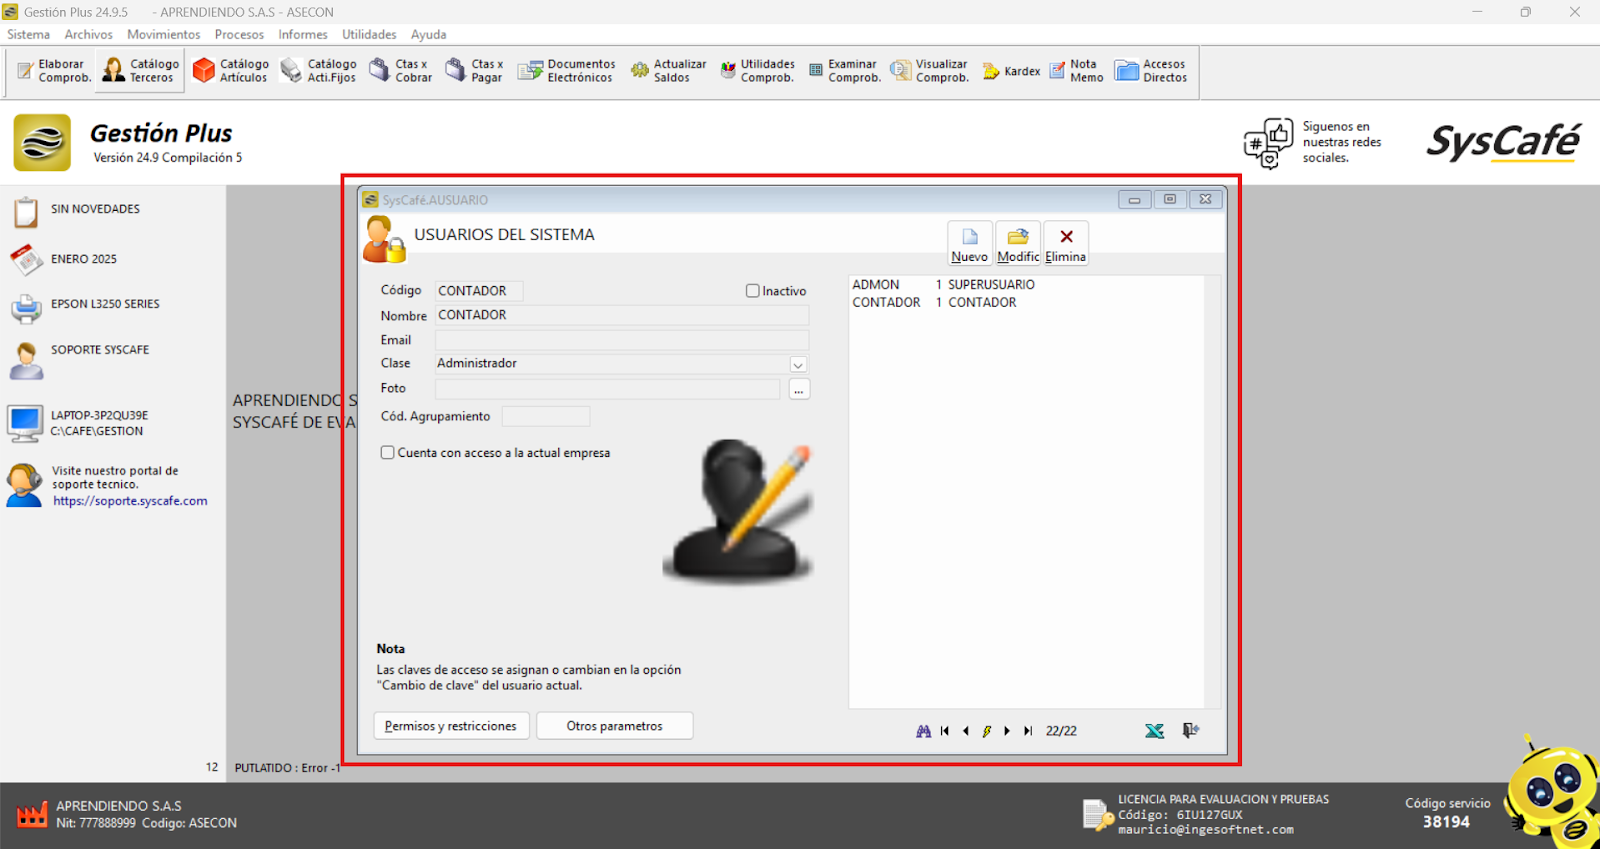 Gestión Plus 24.9.5 - APRENDIENDO S.A.S - ASECON
Sistema Archivos Movimientos Procesos Informes Utilidades Ayuda
Elaborar Comprob.
Catálogo Terceros
Catálogo Artículos
Catálogo Acti.Fijos
Ctas x Cobrar
Ctas x Pagar
Documentos Electrónicos
Actualizar Saldos
Utilidades Comprob.
Examinar Comprob.
Visualizar Comprob.
Kardex
Nota Memo
Accesos Directos
Gestión Plus
Versión 24.9 Compilación 5
Siguenos en
nuestras redes
sociales.
SysCafé
SIN NOVEDADES
ENERO 2025
EPSON L3250 SERIES
SOPORTE SYSCAFE
LAPTOP-3P2QU39E
C:\CAFE\GESTION
Visite nuestro portal de
soporte tecnico.
https://soporte.syscafe.com
APRENDIENDO S
SYSCAFÉ DE EVA
SysCafé.AUSUARIO
USUARIOS DEL SISTEMA
Nuevo Modific Elimina
Código CONTADOR Inactivo
Nombre CONTADOR
Email
Clase Administrador
Foto ...
Cód. Agrupamiento
Cuenta con acceso a la actual empresa
ADMON 1 SUPERUSUARIO
CONTADOR 1 CONTADOR
Nota
Las claves de acceso se asignan o cambian en la opción
"Cambio de clave" del usuario actual.
Permisos y restricciones Otros parametros
22/22
12 PUTLATIDO : Error -1
APRENDIENDO S.A.S
Nit: 777888999 Codigo: ASECON
LICENCIA PARA EVALUACION Y PRUEBAS
Código: 6IU127GUX
mauricio@ingesoftnet.com
Código servicio
38194